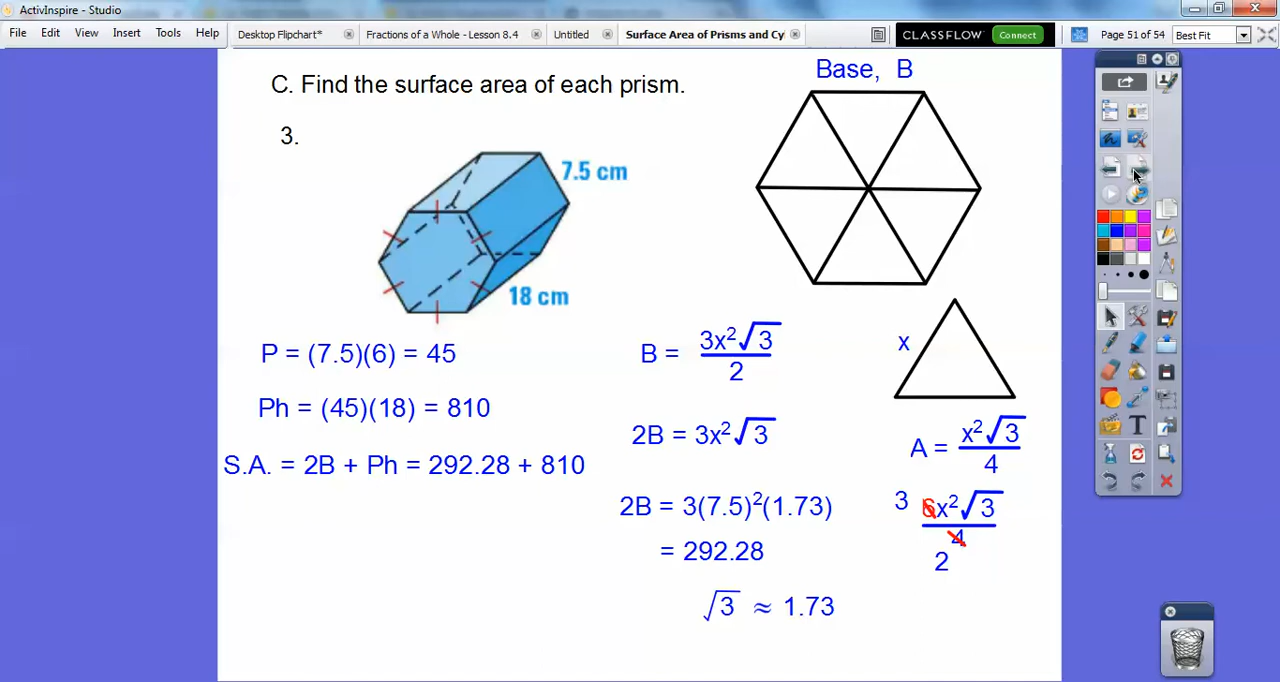 ActivInspire - Studio
File Edit View Insert Tools Help
Desktop Flipchart*
Fractions of a Whole - Lesson 8.4
Untitled
Surface Area of Prisms and Cyl
CLASSFLOW Connect
Page 51 of 54
Best Fit
C. Find the surface area of each prism.
Base, B
3.
7.5 cm
18 cm
P = (7.5)(6) = 45
Ph = (45)(18) = 810
S.A. = 2B + Ph = 292.28 + 810
B = 3x²√3 / 2
2B = 3x²√3
2B = 3(7.5)²(1.73)
= 292.28
√3 ≈ 1.73
x
A = x²√3 / 4
3 6x²√3
4
2